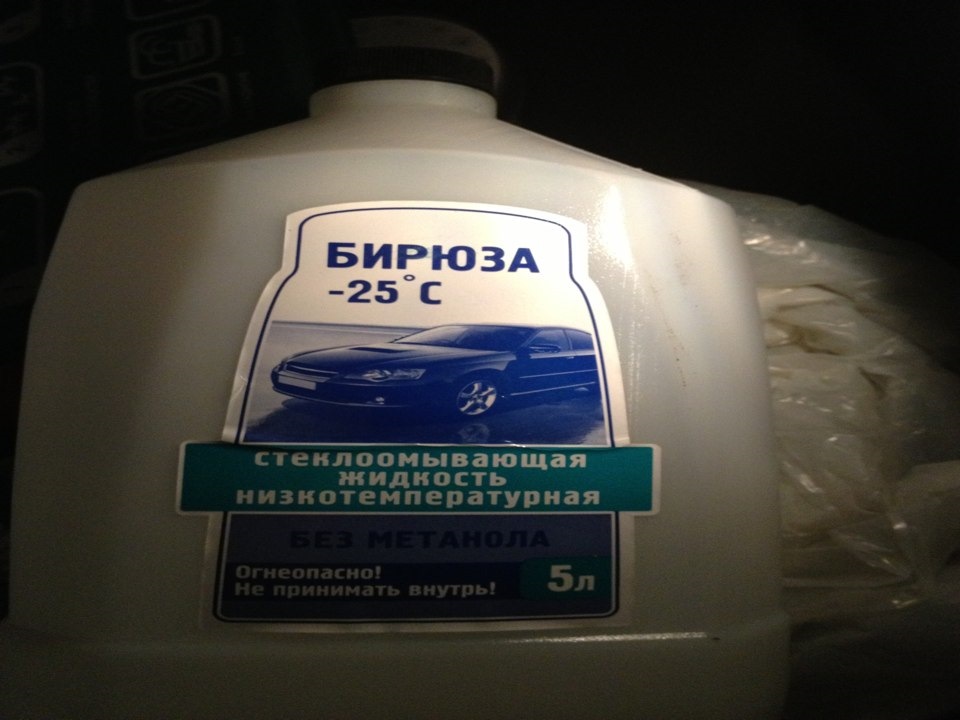 БИРЮЗА
-25°C
стеклоомывающая
жидкость
низкотемпературная
БЕЗ МЕТАНОЛА
Огнеопасно!
Не принимать внутрь!
5л